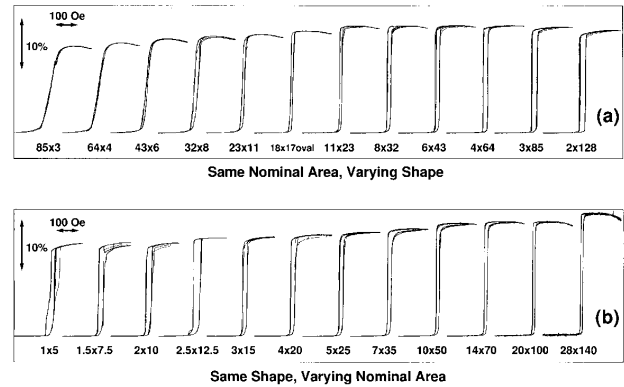 100 Oe
10%
(a)
85x3 64x4 43x6 32x8 23x11 18x17oval 11x23 8x32 6x43 4x64 3x85 2x128
Same Nominal Area, Varying Shape
100 Oe
10%
(b)
1x5 1.5x7.5 2x10 2.5x12.5 3x15 4x20 5x25 7x35 10x50 14x70 20x100 28x140
Same Shape, Varying Nominal Area